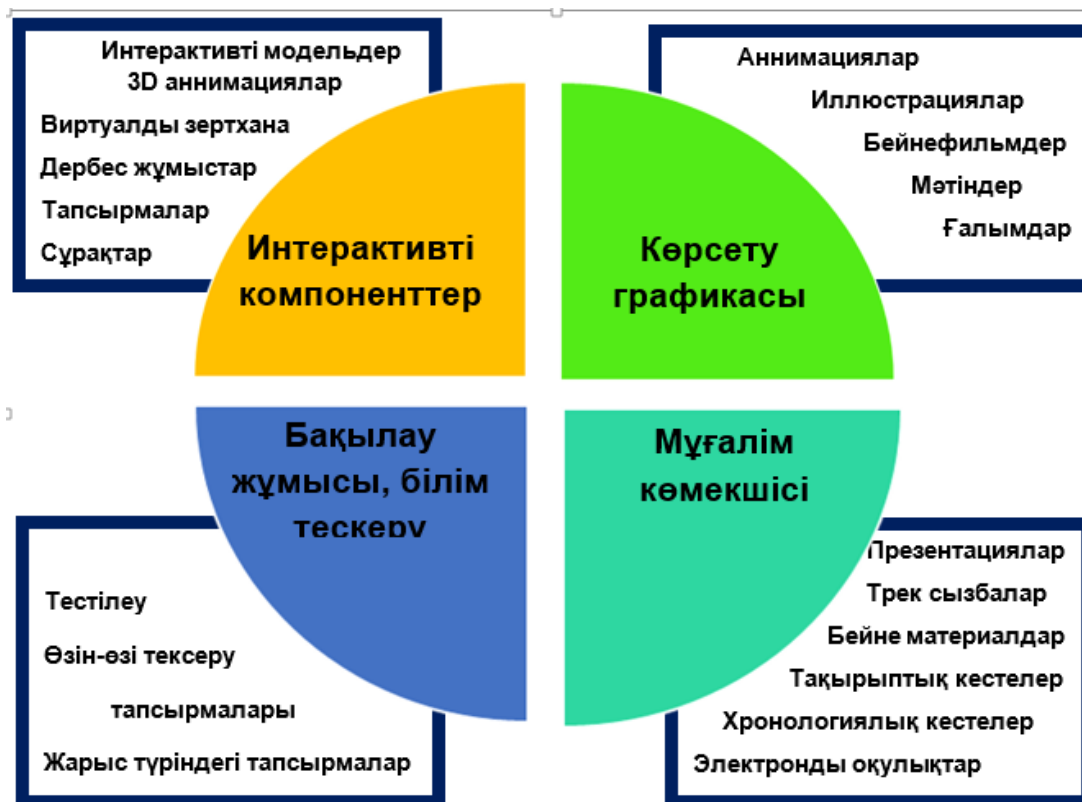 Интерактивті модельдер
3D аннимациялар
Виртуалды зертхана
Дербес жұмыстар
Тапсырмалар
Сұрақтар
Интерактивті
компоненттер
Аннимациялар
Иллюстрациялар
Бейнефильмдер
Мәтіндер
Ғалымдар
Көрсету
графикасы
Бақылау
жұмысы, білім
тескеру
Тестілеу
Өзін-өзі тексеру
тапсырмалары
Жарыс түріндегі тапсырмалар
Мұғалім
көмекшісі
Презентациялар
Трек сызбалар
Бейне материалдар
Тақырыптық кестелер
Хронологиялық кестелер
Электронды оқулықтар